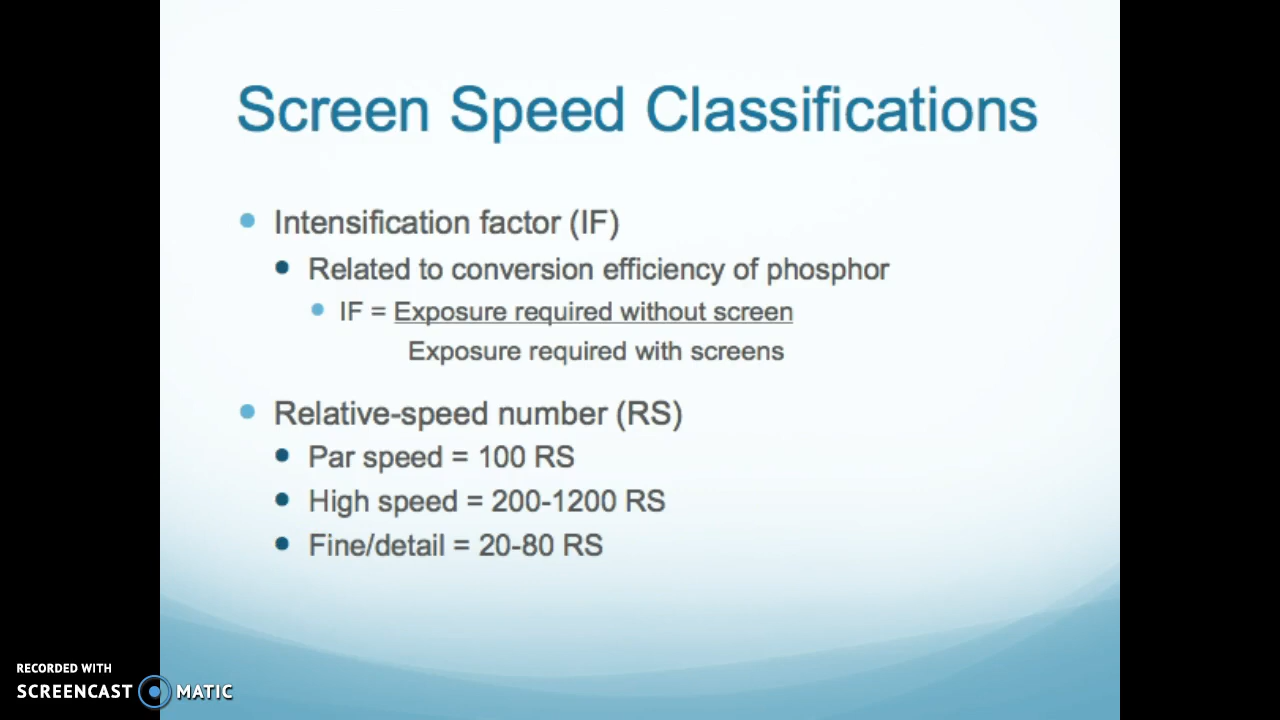 Screen Speed Classifications
Intensification factor (IF)
Related to conversion efficiency of phosphor
IF = Exposure required without screen
Exposure required with screens
Relative-speed number (RS)
Par speed = 100 RS
High speed = 200-1200 RS
Fine/detail = 20-80 RS
RECORDED WITH
SCREENCAST MATIC